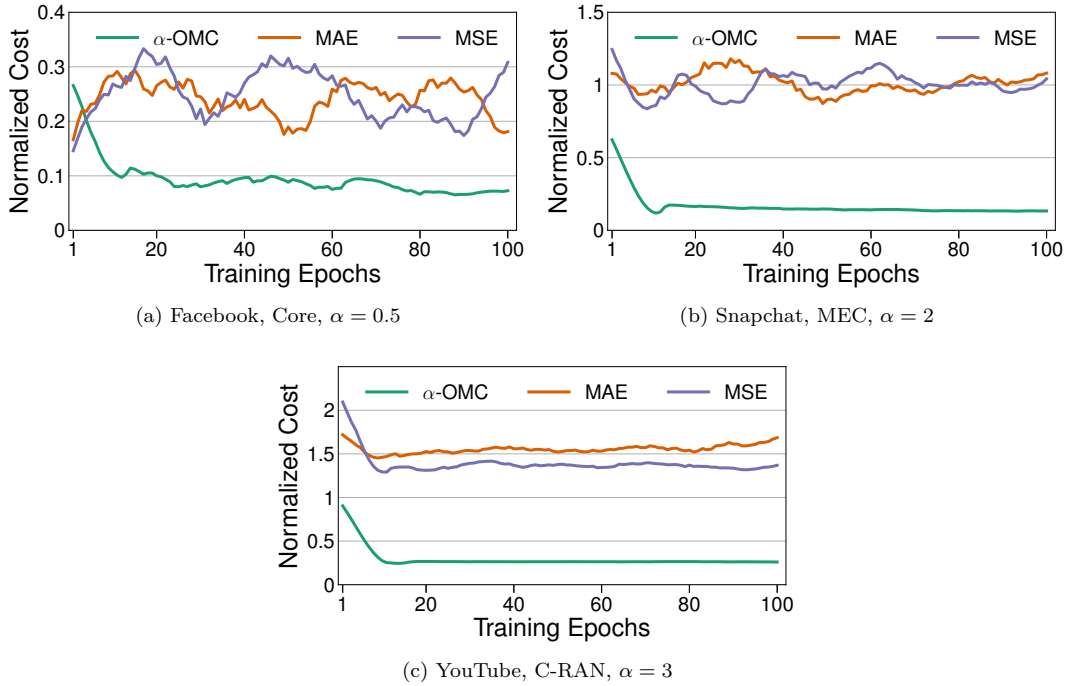 0.4
0.3
0.2
0.1
0
Normalized Cost
α-OMC MAE MSE
1 20 40 60 80 100
Training Epochs
(a) Facebook, Core, α = 0.5
1.5
1
0.5
0
Normalized Cost
α-OMC MAE MSE
1 20 40 60 80 100
Training Epochs
(b) Snapchat, MEC, α = 2
2
1.5
1
0.5
0
Normalized Cost
α-OMC MAE MSE
1 20 40 60 80 100
Training Epochs
(c) YouTube, C-RAN, α = 3